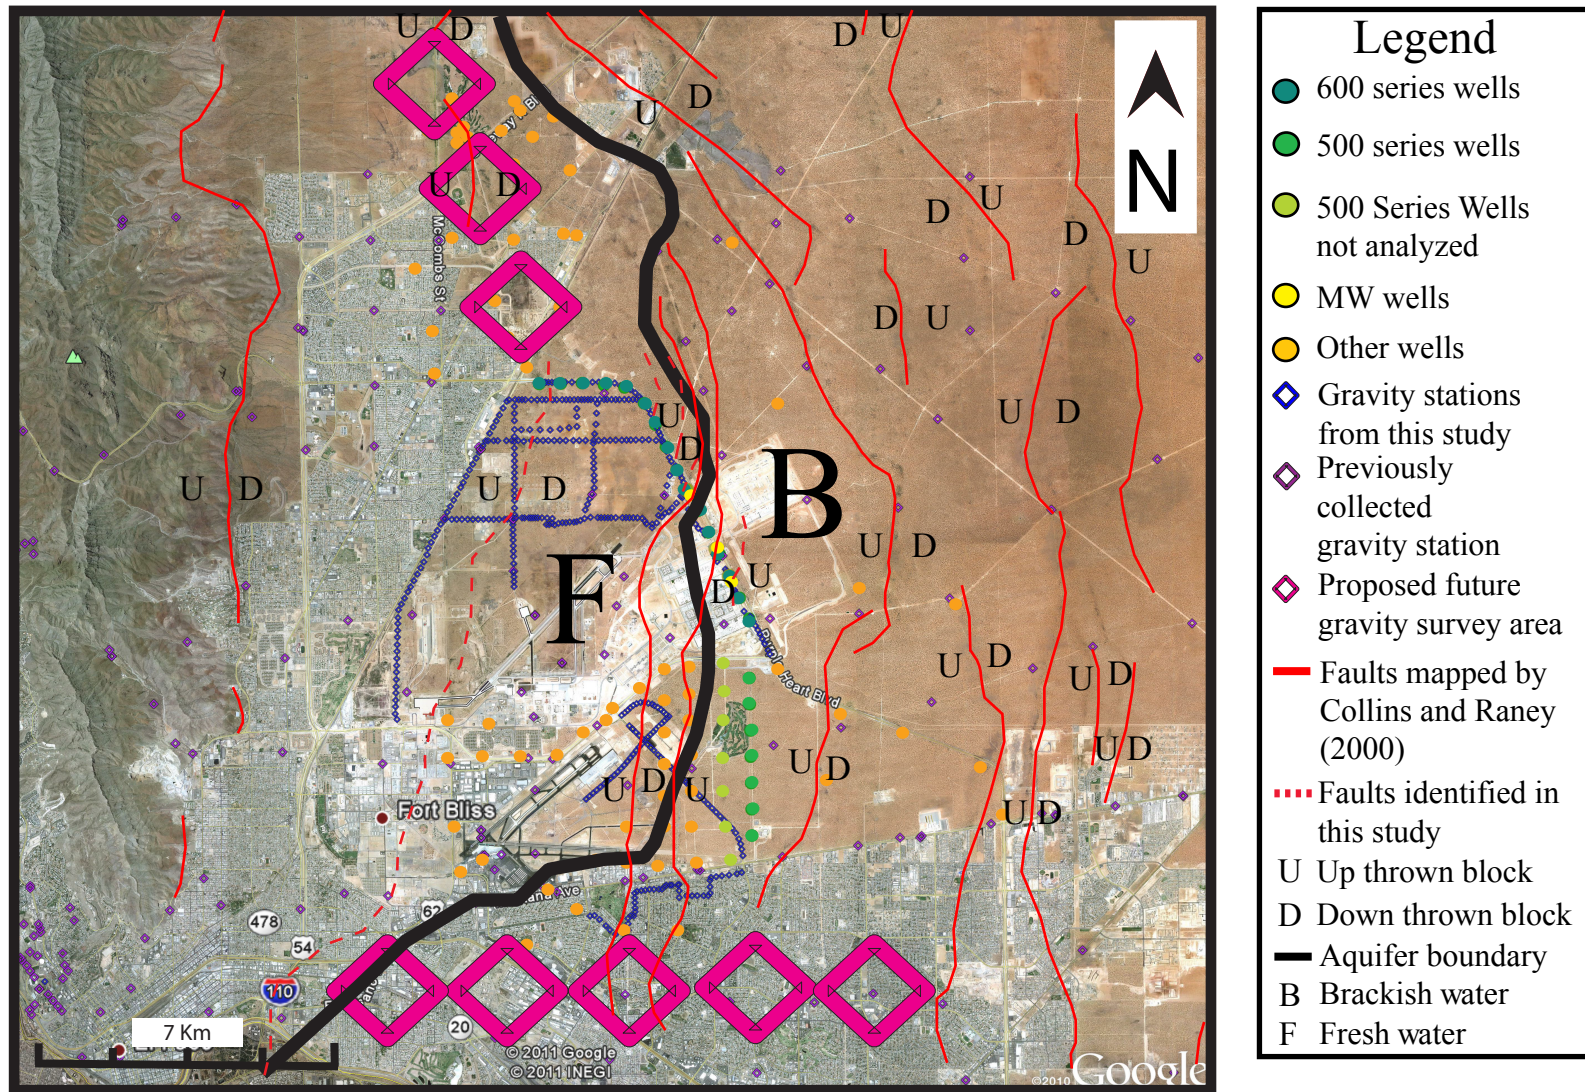 U
D
U
D
N
U
D
U
D
McCombs St
D
U
D
U
D
U
U
D
U
D
U
D
U
D
B
U
D
F
U
D
U
D
Purple Heart Blvd
U
D
U
D
U
D
U
D
U
D
U
U
D
Fort Bliss
62
478
54
110
20
7 Km
© 2011 Google
© 2011 INEGI
©2010 Google
Legend
600 series wells
500 series wells
500 Series Wells
not analyzed
MW wells
Other wells
Gravity stations
from this study
Previously
collected
gravity station
Proposed future
gravity survey area
Faults mapped by
Collins and Raney
(2000)
Faults identified in
this study
U Up thrown block
D Down thrown block
Aquifer boundary
B Brackish water
F Fresh water